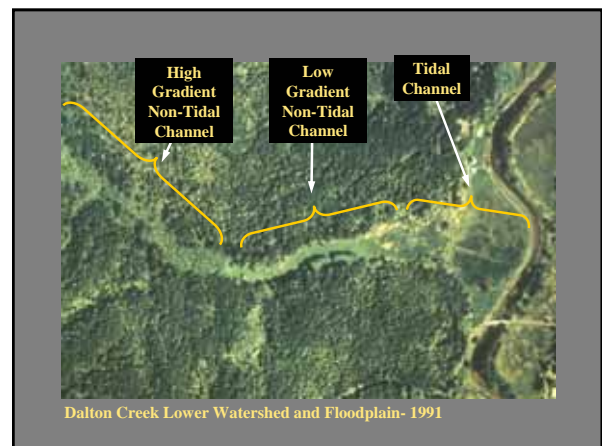 High
Gradient
Non-Tidal
Channel
Low
Gradient
Non-Tidal
Channel
Tidal
Channel
Dalton Creek Lower Watershed and Floodplain- 1991